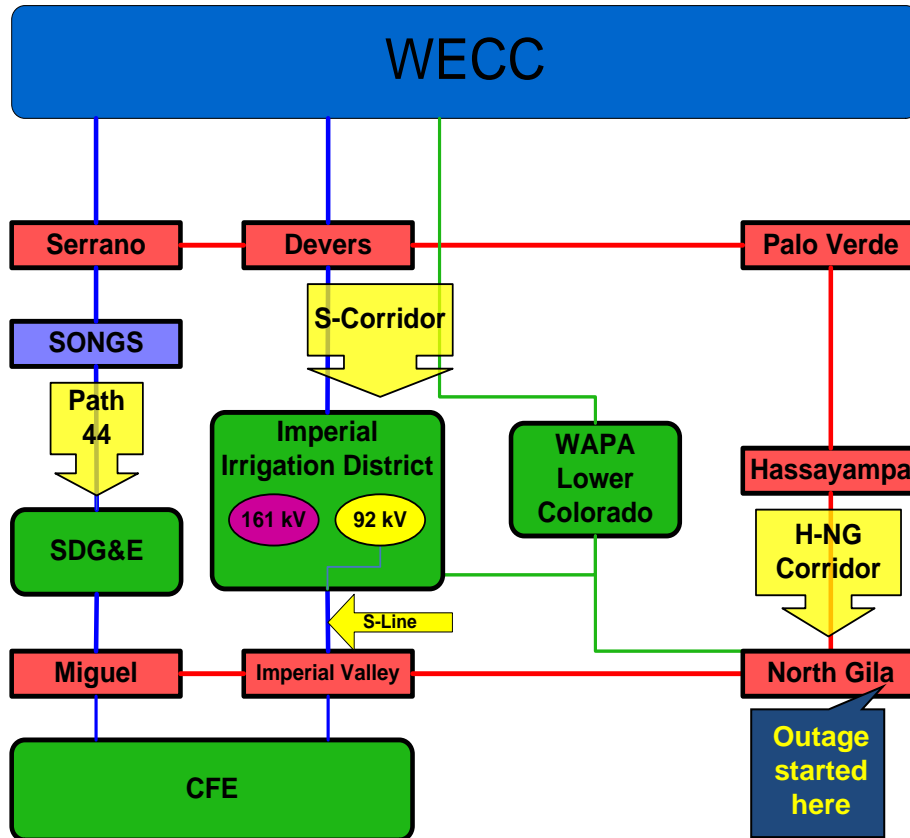 WECC
Serrano
Devers
Palo Verde
SONGS
S-Corridor
Path
44
Imperial
Irrigation District
161 kV
92 kV
WAPA
Lower
Colorado
Hassayampa
SDG&E
H-NG
Corridor
S-Line
Miguel
Imperial Valley
North Gila
Outage
started
here
CFE